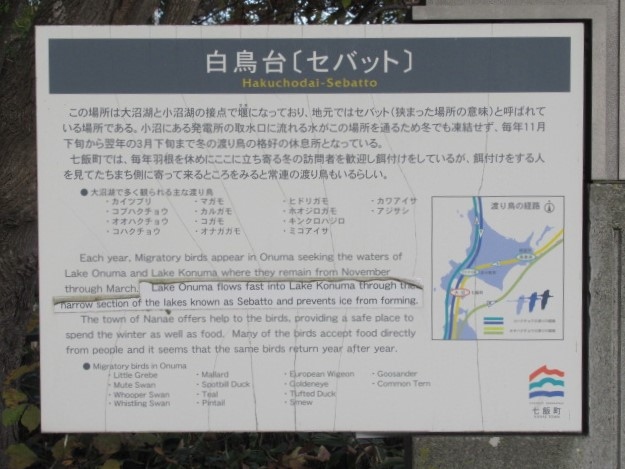 白鳥台〔セバット〕
Hakuchodai-Sebatto
この場所は大沼湖と小沼湖の接点で堰になっており、地元ではセバット(狭まった場所の意味)と呼ばれて
いる場所である。小沼にある発電所の取水口に流れる水がこの場所を通るため冬でも凍結せず、毎年11月
下旬から翌年の3月下旬まで冬の渡り鳥の格好の休息所となっている。
七飯町では、毎年羽根を休めにここに立ち寄る冬の訪問者を歓迎し餌付けをしているが、餌付けをする人
を見てたちまち側に寄って来るところをみると常連の渡り鳥もいるらしい。
●大沼湖で多く観られる主な渡り鳥
・カイツブリ ・マガモ ・ヒドリガモ ・カワアイサ
・コブハクチョウ ・カルガモ ・ホオジロガモ ・アジサシ
・オオハクチョウ ・コガモ ・キンクロハジロ
・コハクチョウ ・オナガガモ ・ミコアイサ
渡り鳥の経路
Each year, Migratory birds appear in Onuma seeking the waters of
Lake Onuma and Lake Konuma where they remain from November
through March. Lake Onuma flows fast into Lake Konuma through the
narrow section of the lakes known as Sebatto and prevents ice from forming.
The town of Nanae offers help to the birds, providing a safe place to
spend the winter as well as food. Many of the birds accept food directly
from people and it seems that the same birds return year after year.
●Migratory birds in Onuma
・Little Grebe ・Mallard ・European Wigeon ・Goosander
・Mute Swan ・Spotbill Duck ・Goldeneye ・Common Tern
・Whooper Swan ・Teal ・Tufted Duck
・Whistling Swan ・Pintail ・Smew
七飯町